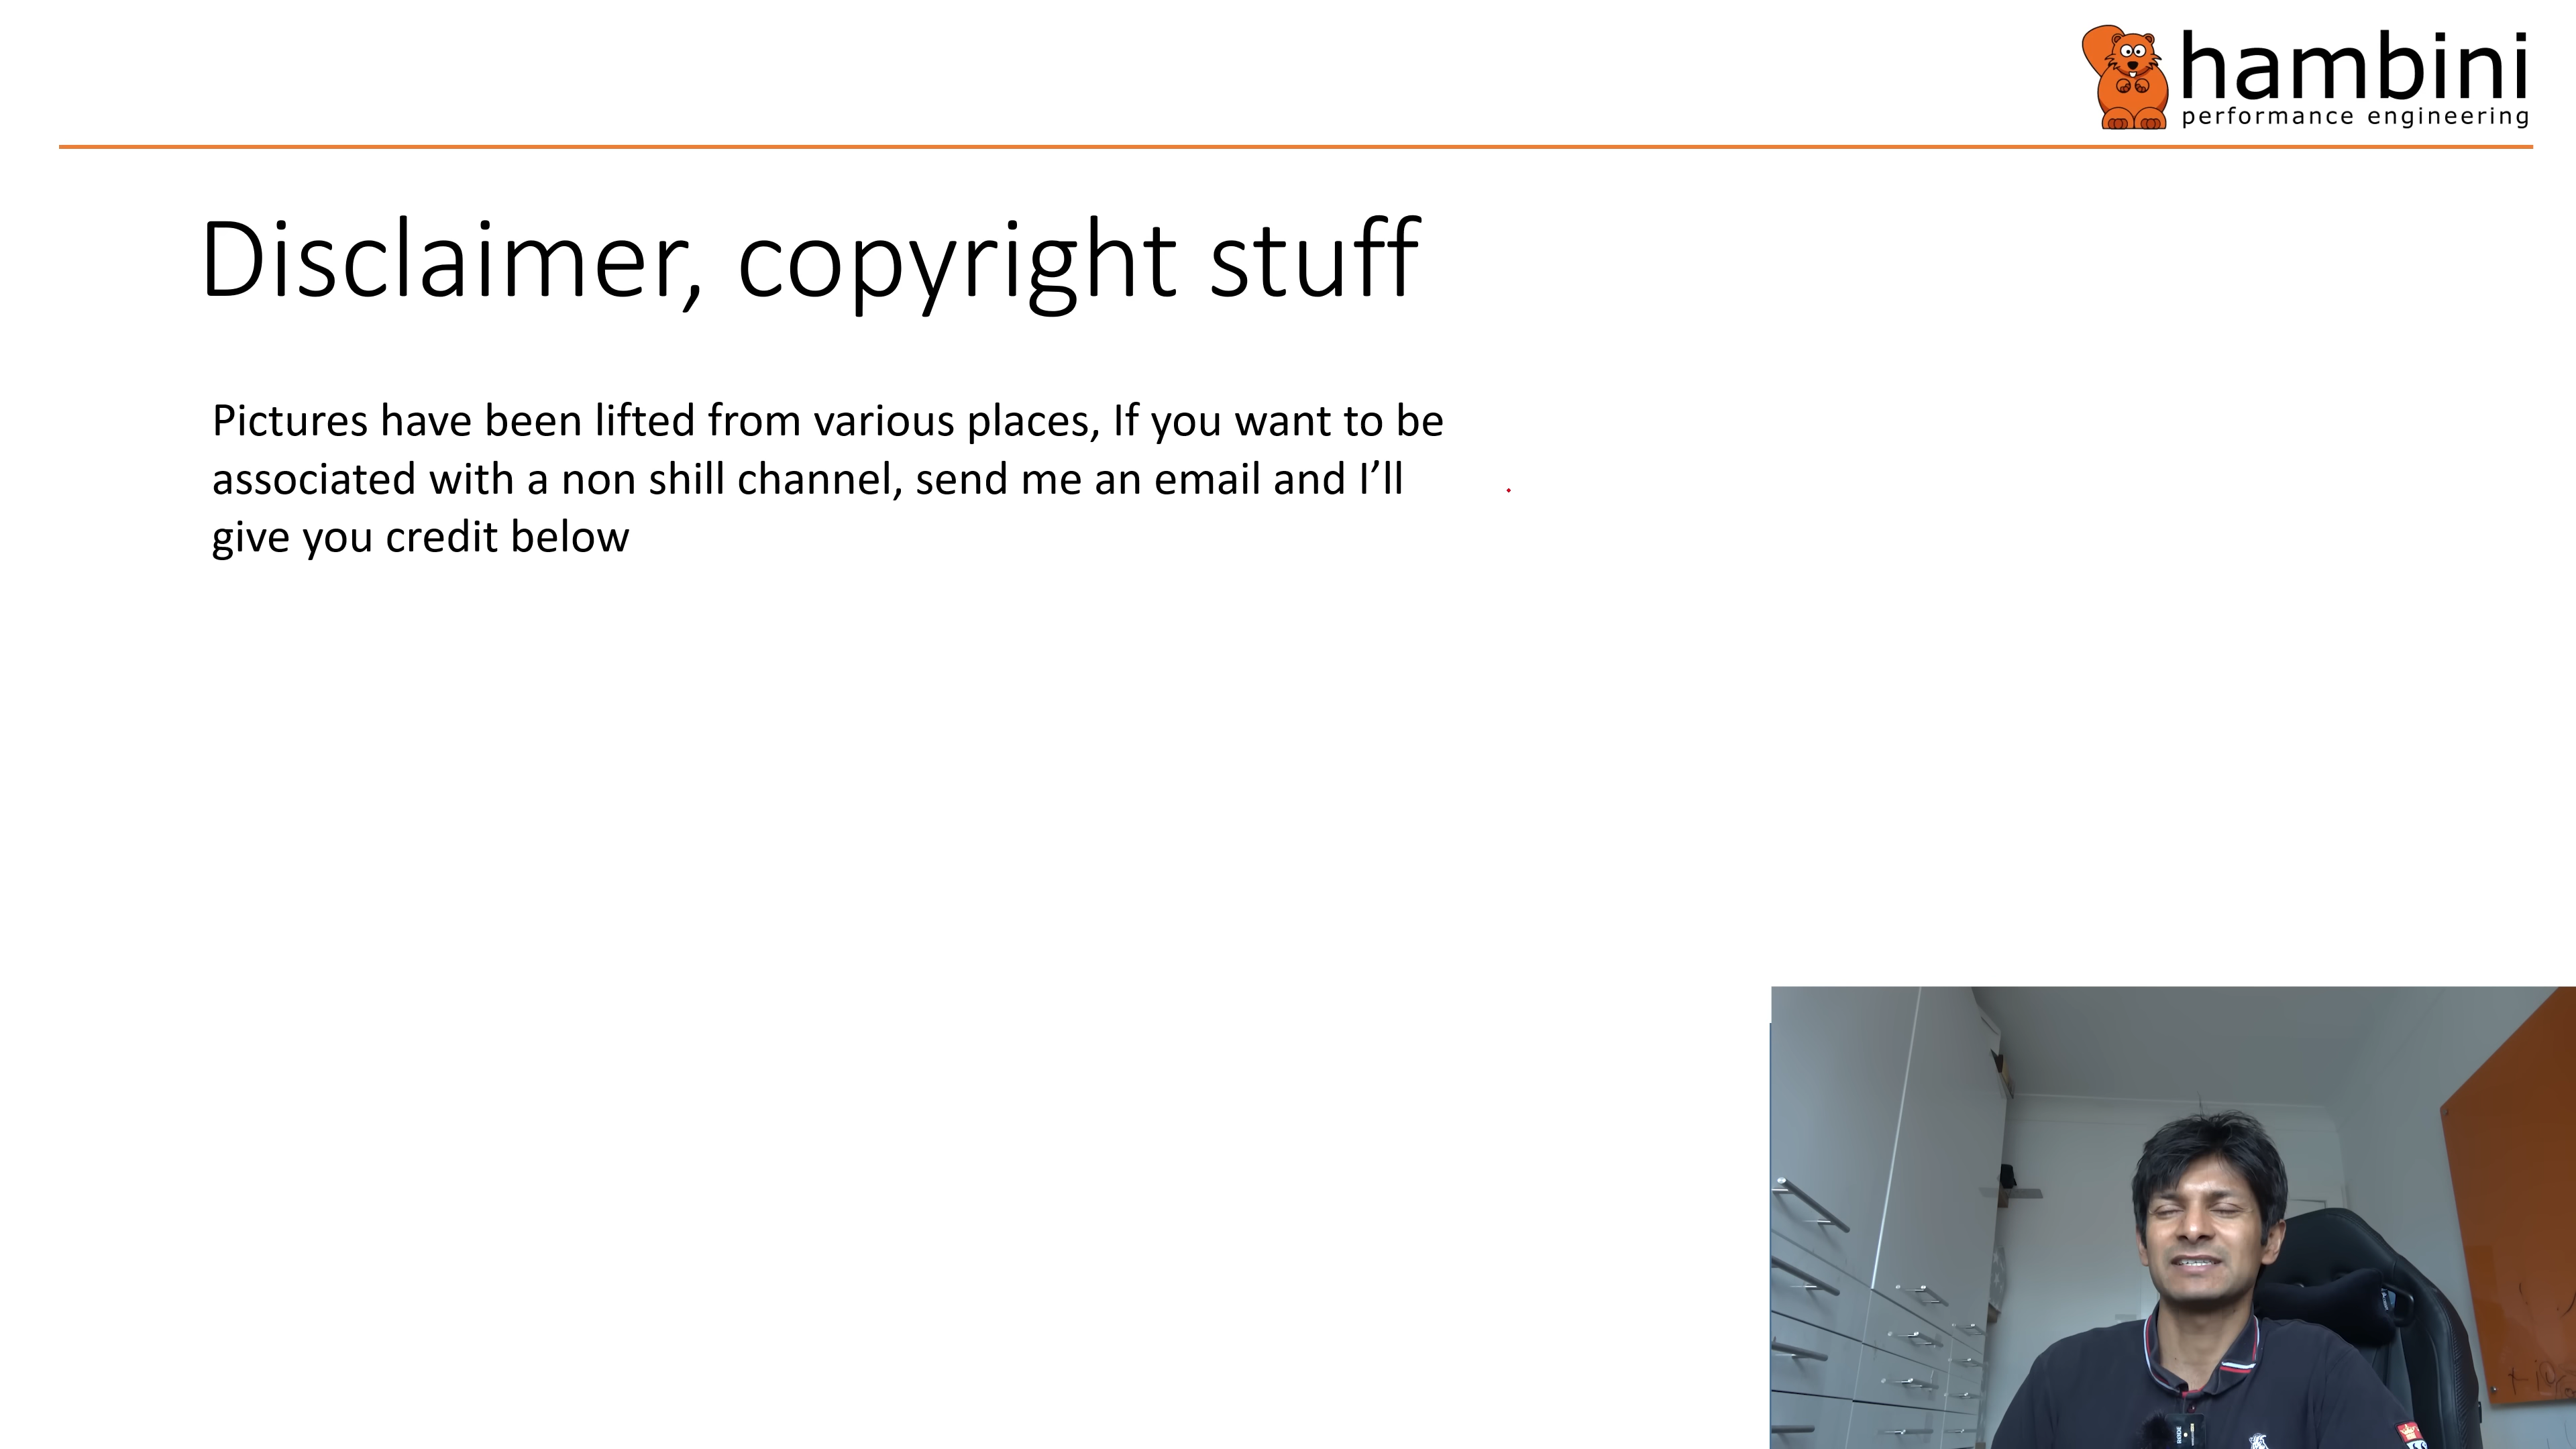 hambini
performance engineering
Disclaimer, copyright stuff
Pictures have been lifted from various places, If you want to be
associated with a non shill channel, send me an email and I’ll
give you credit below